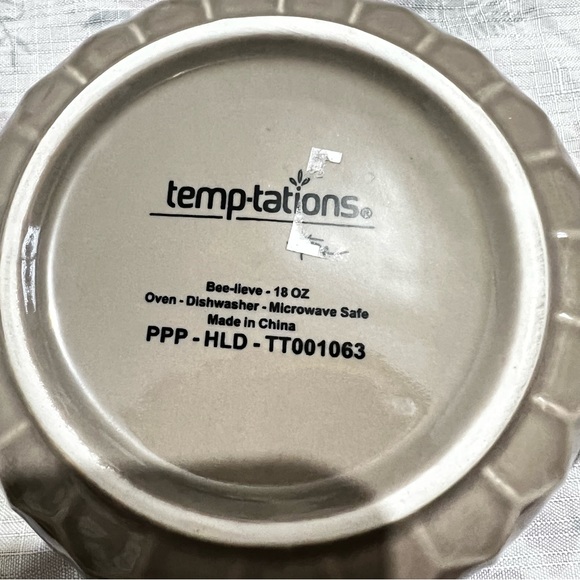 temp-tations®
Bee-lieve - 18 OZ
Oven - Dishwasher - Microwave Safe
Made in China
PPP - HLD - TT001063